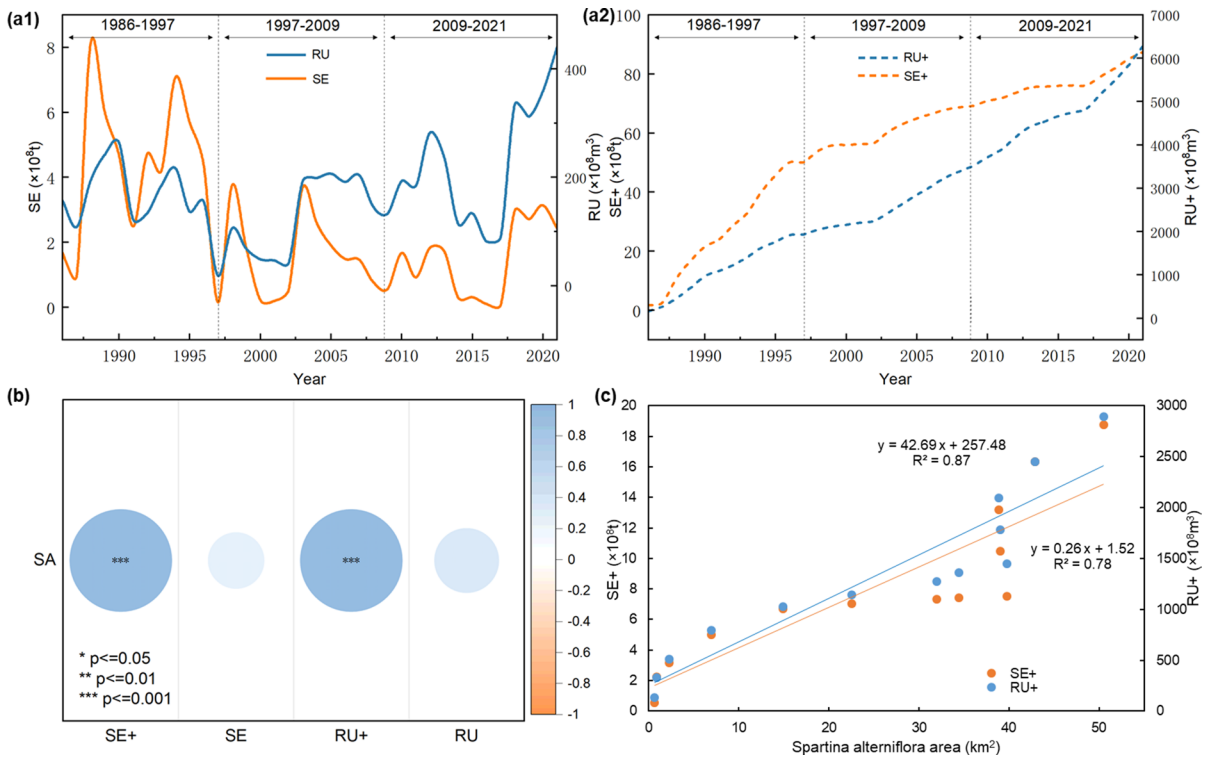 (a1)
1986-1997
1997-2009
2009-2021
RU
SE
8
6
4
2
0
SE (×10⁸t)
400
200
0
RU (×10⁸m³)
1990
1995
2000
2005
2010
2015
2020
Year
(a2)
100
80
60
40
20
0
SE+ (×10⁸t)
1986-1997
1997-2009
2009-2021
RU+
SE+
7000
6000
5000
4000
3000
2000
1000
0
RU+ (×10⁸m³)
1990
1995
2000
2005
2010
2015
2020
Year
(b)
SA
***
***
* p<=0.05
** p<=0.01
*** p<=0.001
SE+
SE
RU+
RU
1
0.8
0.6
0.4
0.2
0
-0.2
-0.4
-0.6
-0.8
-1
(c)
20
18
16
14
12
10
8
6
4
2
0
SE+ (×10⁸t)
y = 42.69 x + 257.48
R² = 0.87
y = 0.26 x + 1.52
R² = 0.78
SE+
RU+
3000
2500
2000
1500
1000
500
0
RU+ (×10⁸m³)
0
10
20
30
40
50
Spartina alterniflora area (km²)